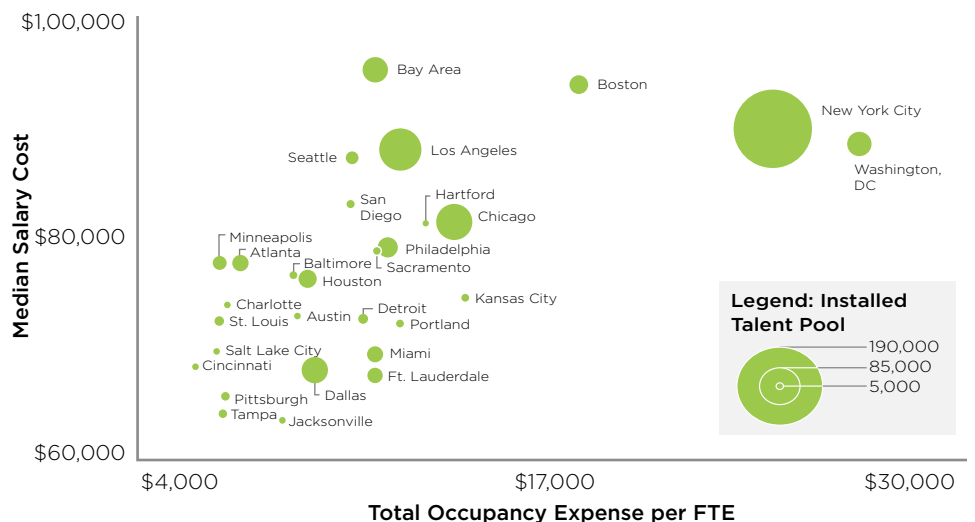 $1,00,000
Bay Area
Boston
New York City
Los Angeles
Seattle
Washington,
DC
San
Diego
Hartford
Chicago
Median Salary Cost
$80,000
Minneapolis
Atlanta
Philadelphia
Baltimore
Sacramento
Houston
Charlotte
Kansas City
St. Louis
Austin
Detroit
Portland
Salt Lake City
Miami
Cincinnati
Ft. Lauderdale
Pittsburgh
Dallas
Tampa
Jacksonville
Legend: Installed
Talent Pool
190,000
85,000
5,000
$60,000
$4,000
$17,000
$30,000
Total Occupancy Expense per FTE